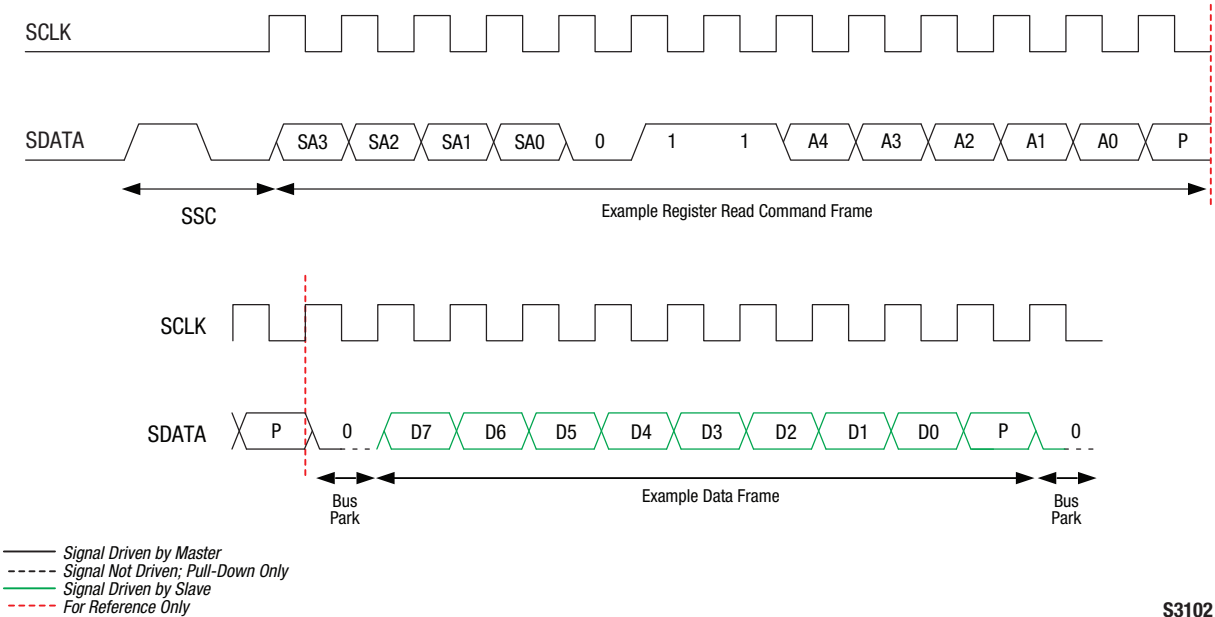 SCLK
SDATA SA3 SA2 SA1 SA0 0 1 1 A4 A3 A2 A1 A0 P
SSC Example Register Read Command Frame
SCLK
SDATA P 0 D7 D6 D5 D4 D3 D2 D1 D0 P 0
Bus Park Example Data Frame Bus Park
Signal Driven by Master
Signal Not Driven; Pull-Down Only
Signal Driven by Slave
For Reference Only
S3102